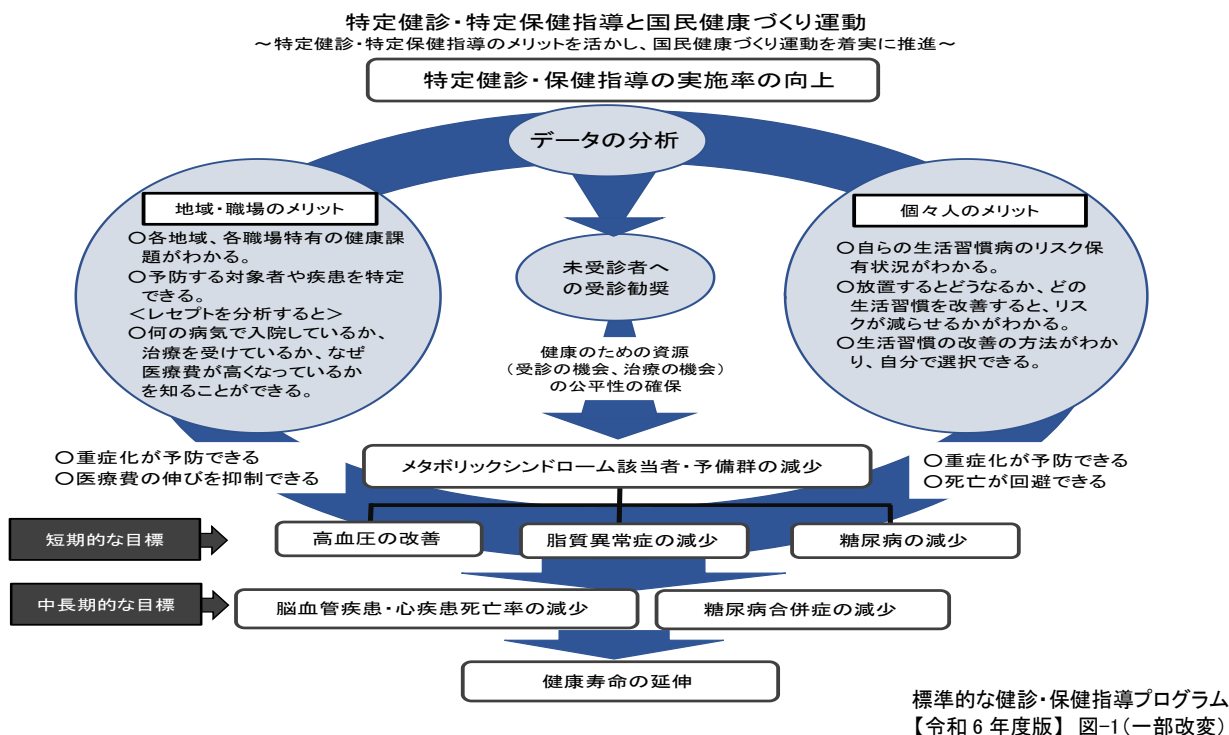 特定健診・特定保健指導と国民健康づくり運動
～特定健診・特定保健指導のメリットを活かし、国民健康づくり運動を着実に推進～
特定健診・保健指導の実施率の向上
データの分析
地域・職場のメリット
〇各地域、各職場特有の健康課
題がわかる。
〇予防する対象者や疾患を特定
できる。
＜レセプトを分析すると＞
〇何の病気で入院しているか、
治療を受けているか、なぜ
医療費が高くなっているか
を知ることができる。
未受診者へ
の受診勧奨
健康のための資源
（受診の機会、治療の機会）
の公平性の確保
個々人のメリット
〇自らの生活習慣病のリスク保
有状況がわかる。
〇放置するとどうなるか、どの
生活習慣を改善すると、リス
クが減らせるかがわかる。
〇生活習慣の改善の方法がわか
り、自分で選択できる。
〇重症化が予防できる
〇医療費の伸びを抑制できる
メタボリックシンドローム該当者・予備群の減少
〇重症化が予防できる
〇死亡が回避できる
短期的な目標
高血圧の改善
脂質異常症の減少
糖尿病の減少
中長期的な目標
脳血管疾患・心疾患死亡率の減少
糖尿病合併症の減少
健康寿命の延伸
標準的な健診・保健指導プログラム
【令和６年度版】 図-1（一部改変）